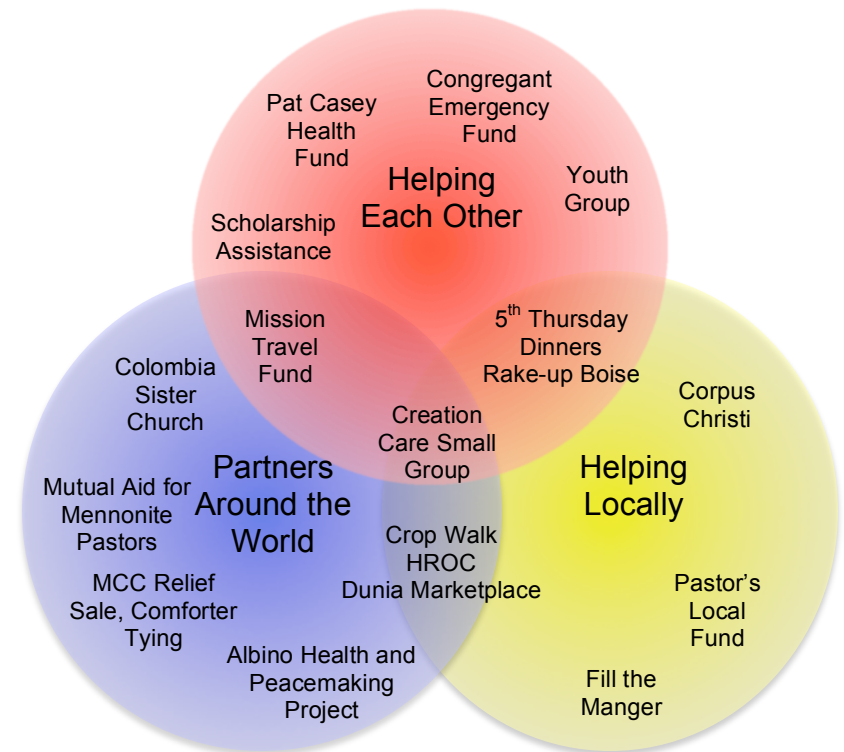 Congregant
Emergency
Fund
Pat Casey
Health
Fund
Helping
Each Other
Youth
Group
Scholarship
Assistance
Mission
Travel
Fund
5th Thursday
Dinners
Rake-up Boise
Colombia
Sister
Church
Corpus
Christi
Creation
Care Small
Group
Partners
Around the
World
Helping
Locally
Mutual Aid for
Mennonite
Pastors
Crop Walk
HROC
Dunia Marketplace
MCC Relief
Sale, Comforter
Tying
Pastor's
Local
Fund
Albino Health and
Peacemaking
Project
Fill the
Manger